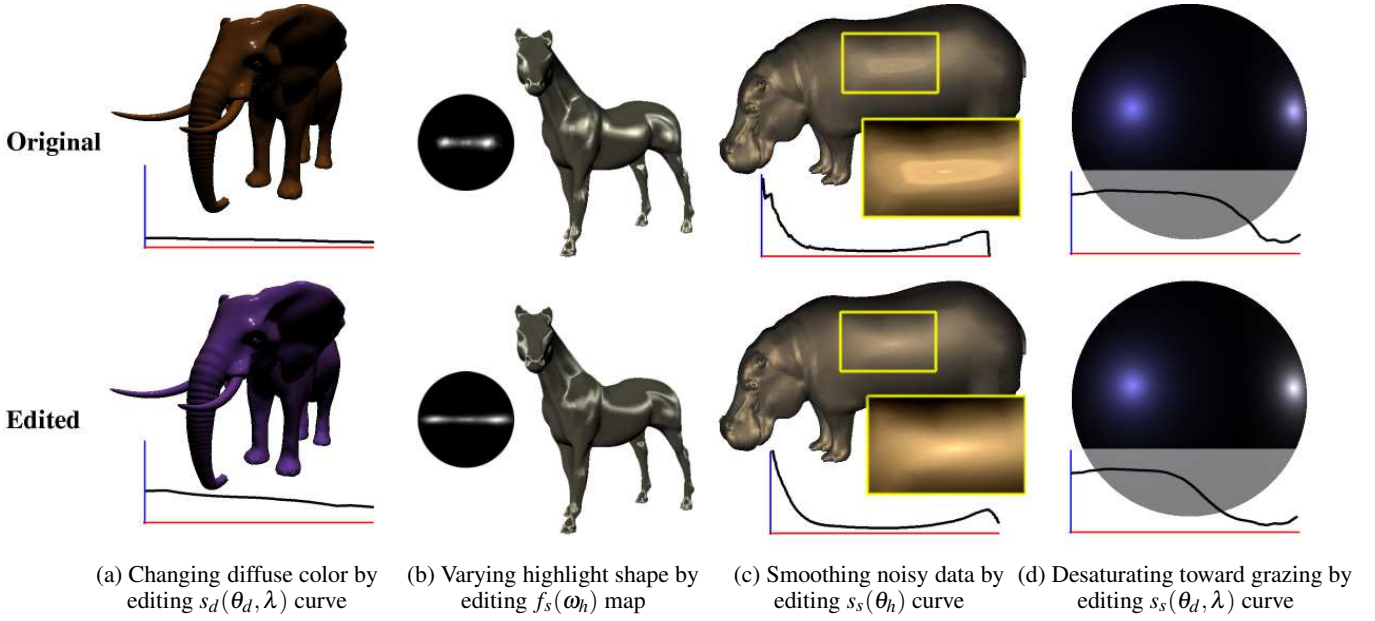 Original
Edited
(a) Changing diffuse color by
editing s_d(θ_d, λ) curve
(b) Varying highlight shape by
editing f_s(ω_h) map
(c) Smoothing noisy data by
editing s_s(θ_h) curve
(d) Desaturating toward grazing by
editing s_s(θ_d, λ) curve